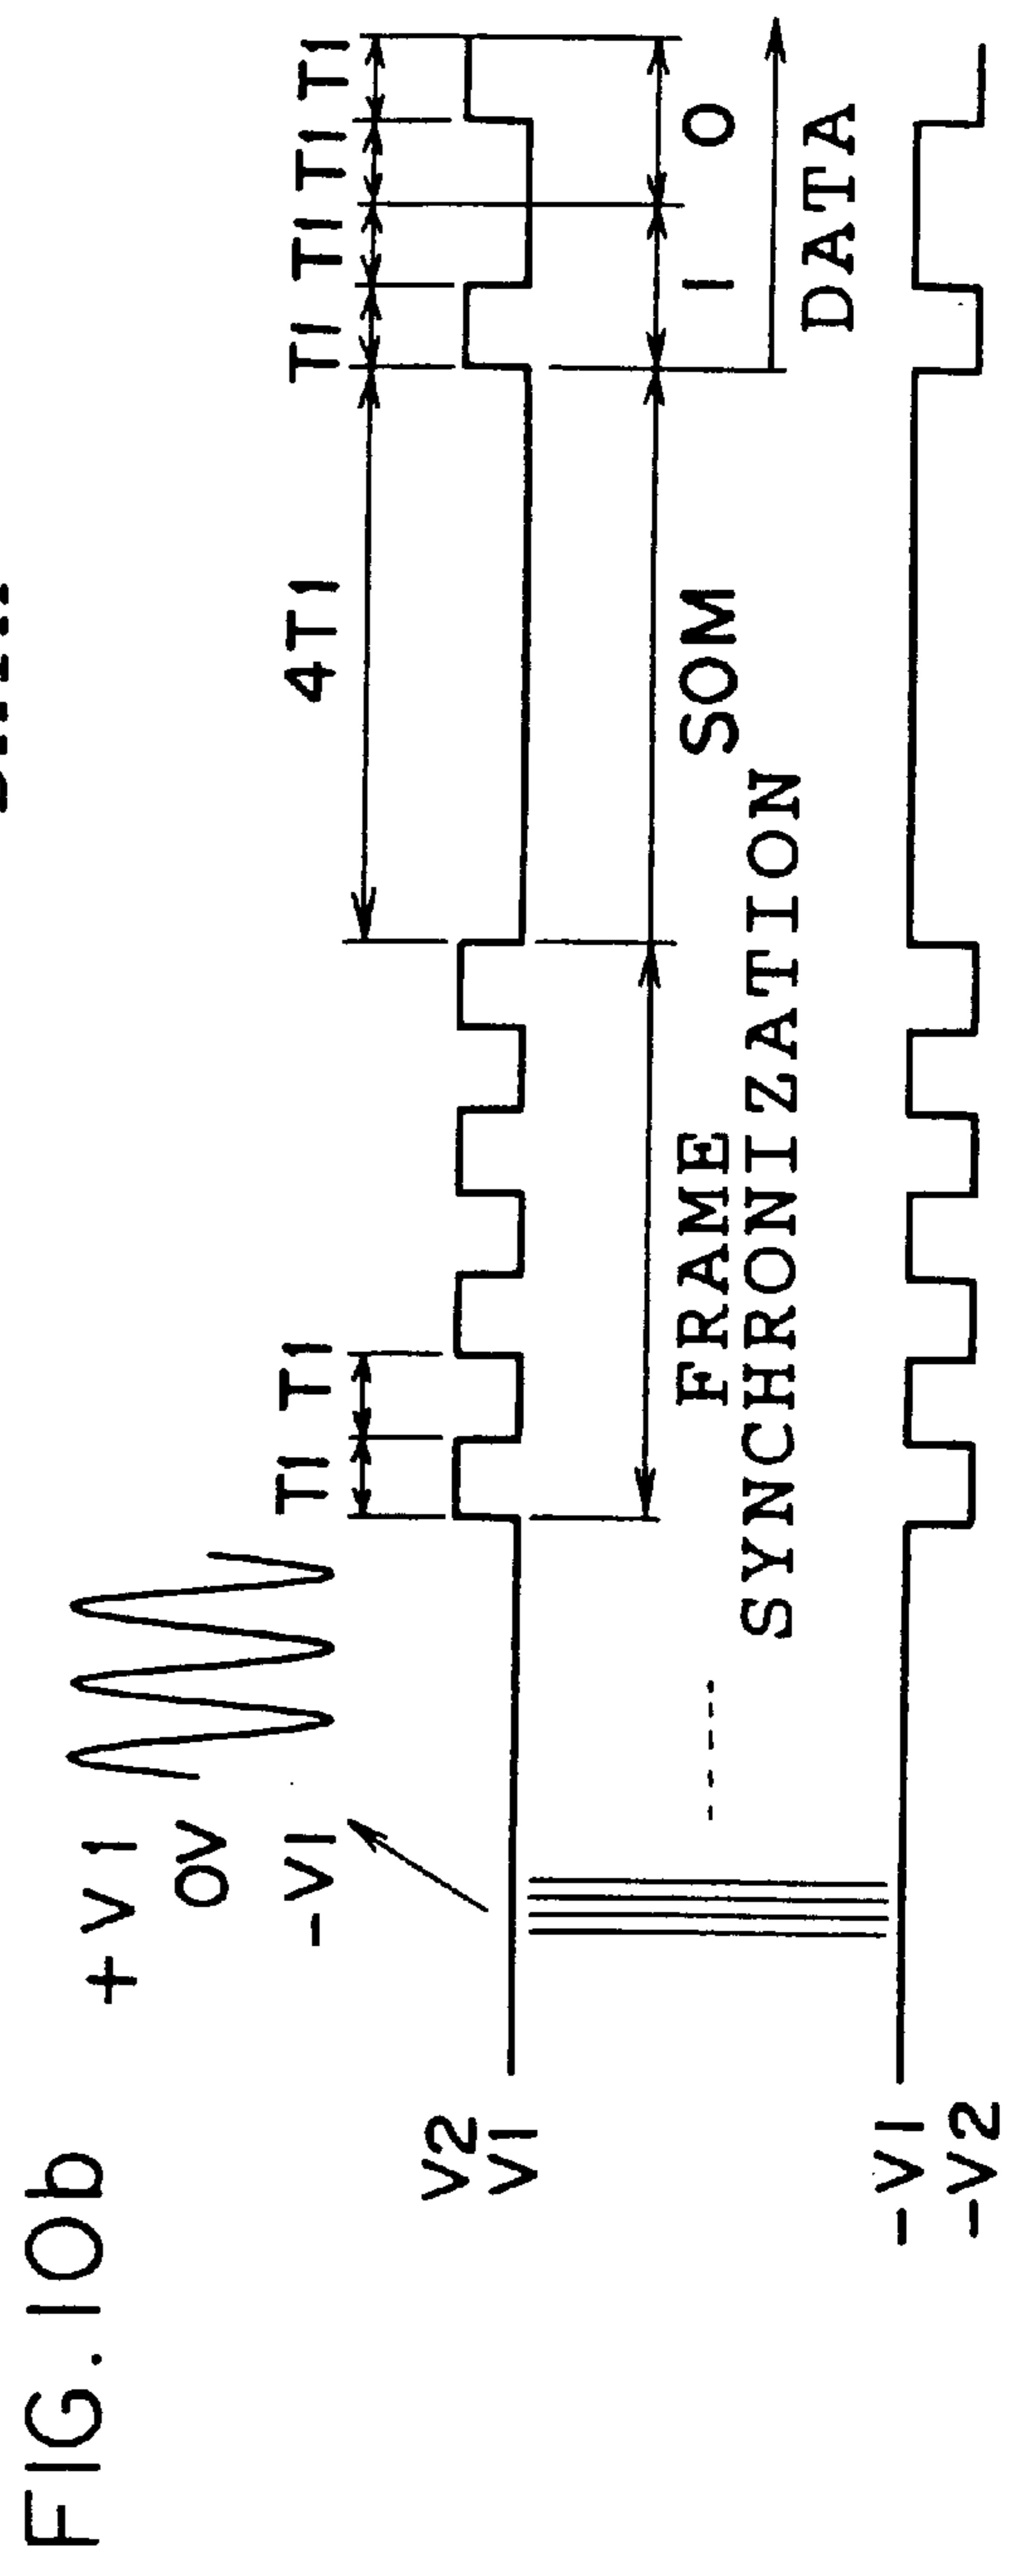 FIG. 10b
+V1
0V
-V1
T1 T1
4T1
T1 T1 T1 T1
V2
V1
FRAME
SYNCHRONIZATION
SOM
1 0
DATA
-V1
-V2